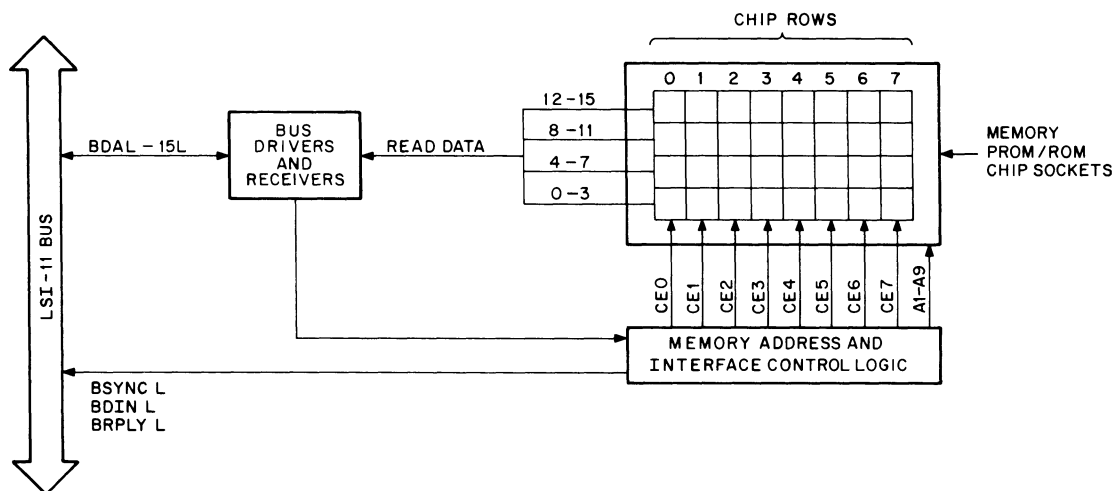 CHIP ROWS
0 1 2 3 4 5 6 7
12-15
8-11
4-7
0-3
BUS
DRIVERS
AND
RECEIVERS
BDAL - 15L
READ DATA
MEMORY
PROM/ROM
CHIP SOCKETS
LSI-11 BUS
CE0
CE1
CE2
CE3
CE4
CE5
CE6
CE7
A1-A9
MEMORY ADDRESS AND
INTERFACE CONTROL LOGIC
BSYNC L
BDIN L
BRPLY L